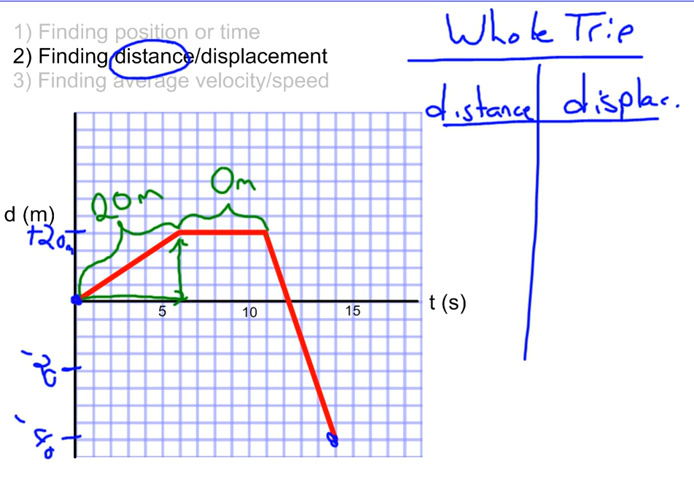 1) Finding position or time
2) Finding distance/displacement
3) Finding average velocity/speed
Whole Trip
distance displac.
20m
0m
d (m)
+20m
t (s)
5
10
15
-20
-40